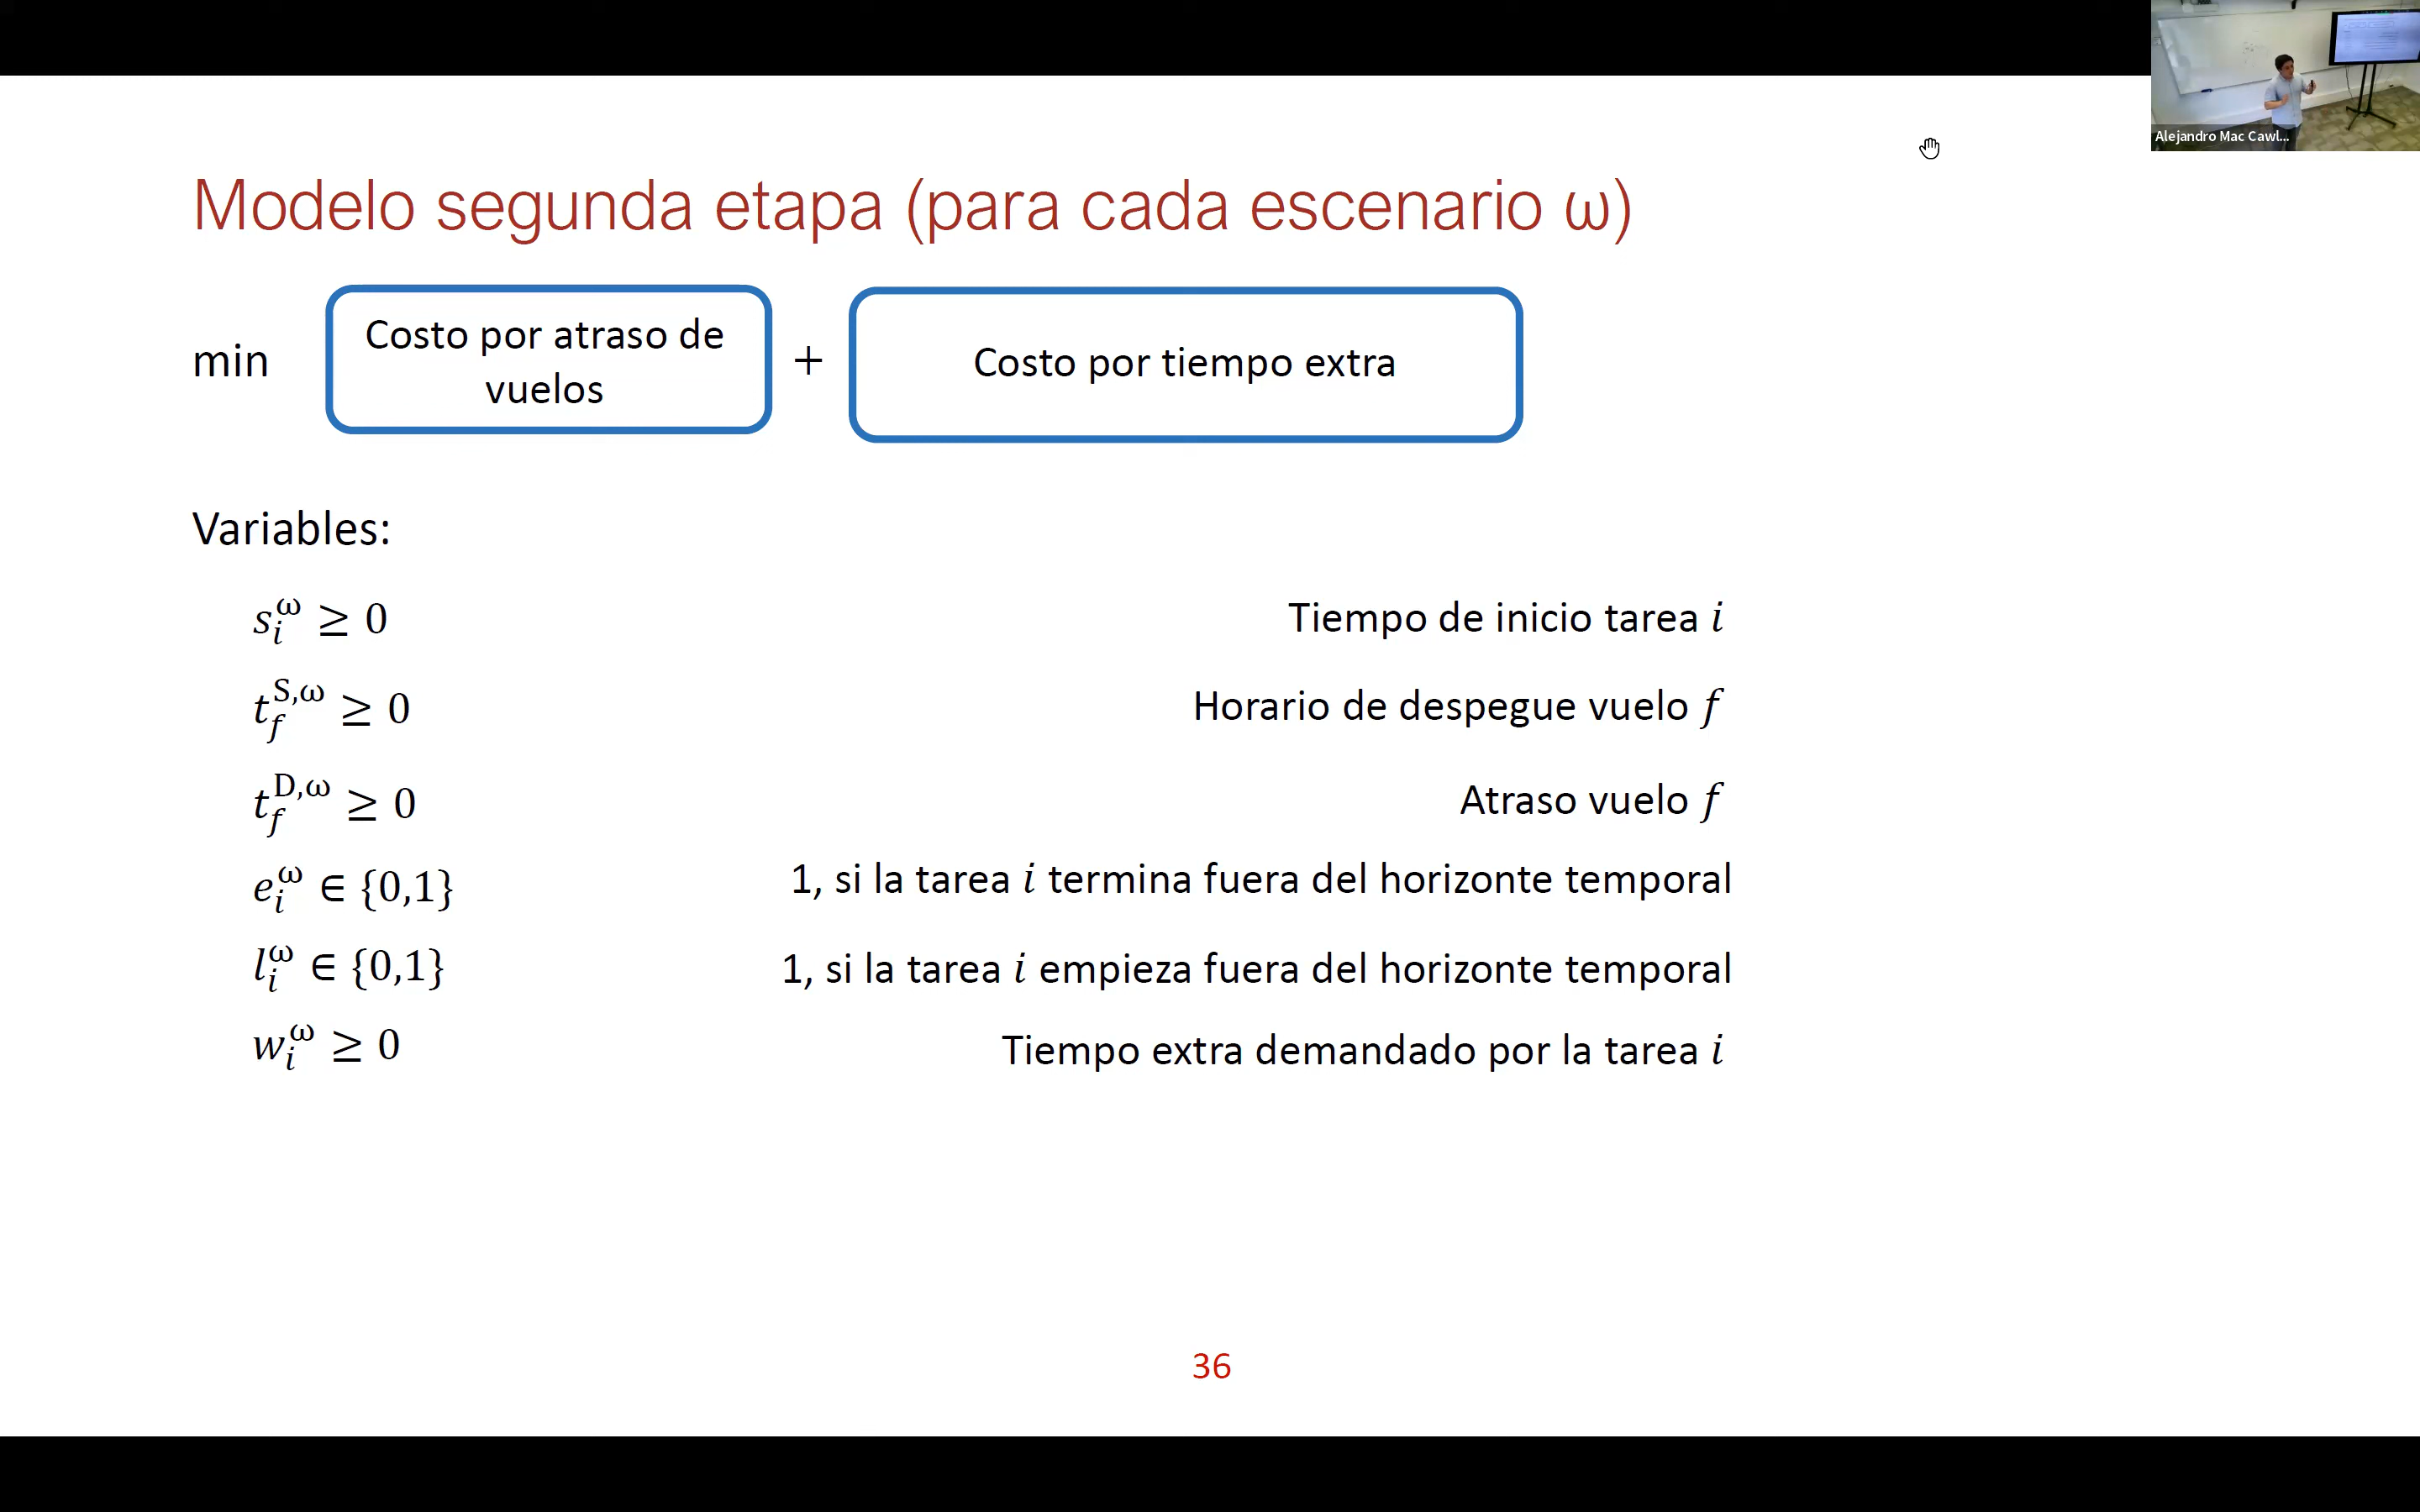 Alejandro Mac Cawl...
Modelo segunda etapa (para cada escenario ω)
min
Costo por atraso de
vuelos
+
Costo por tiempo extra
Variables:
s_i^ω ≥ 0 Tiempo de inicio tarea i
t_f^{S,ω} ≥ 0 Horario de despegue vuelo f
t_f^{D,ω} ≥ 0 Atraso vuelo f
e_i^ω ∈ {0,1} 1, si la tarea i termina fuera del horizonte temporal
l_i^ω ∈ {0,1} 1, si la tarea i empieza fuera del horizonte temporal
w_i^ω ≥ 0 Tiempo extra demandado por la tarea i
36